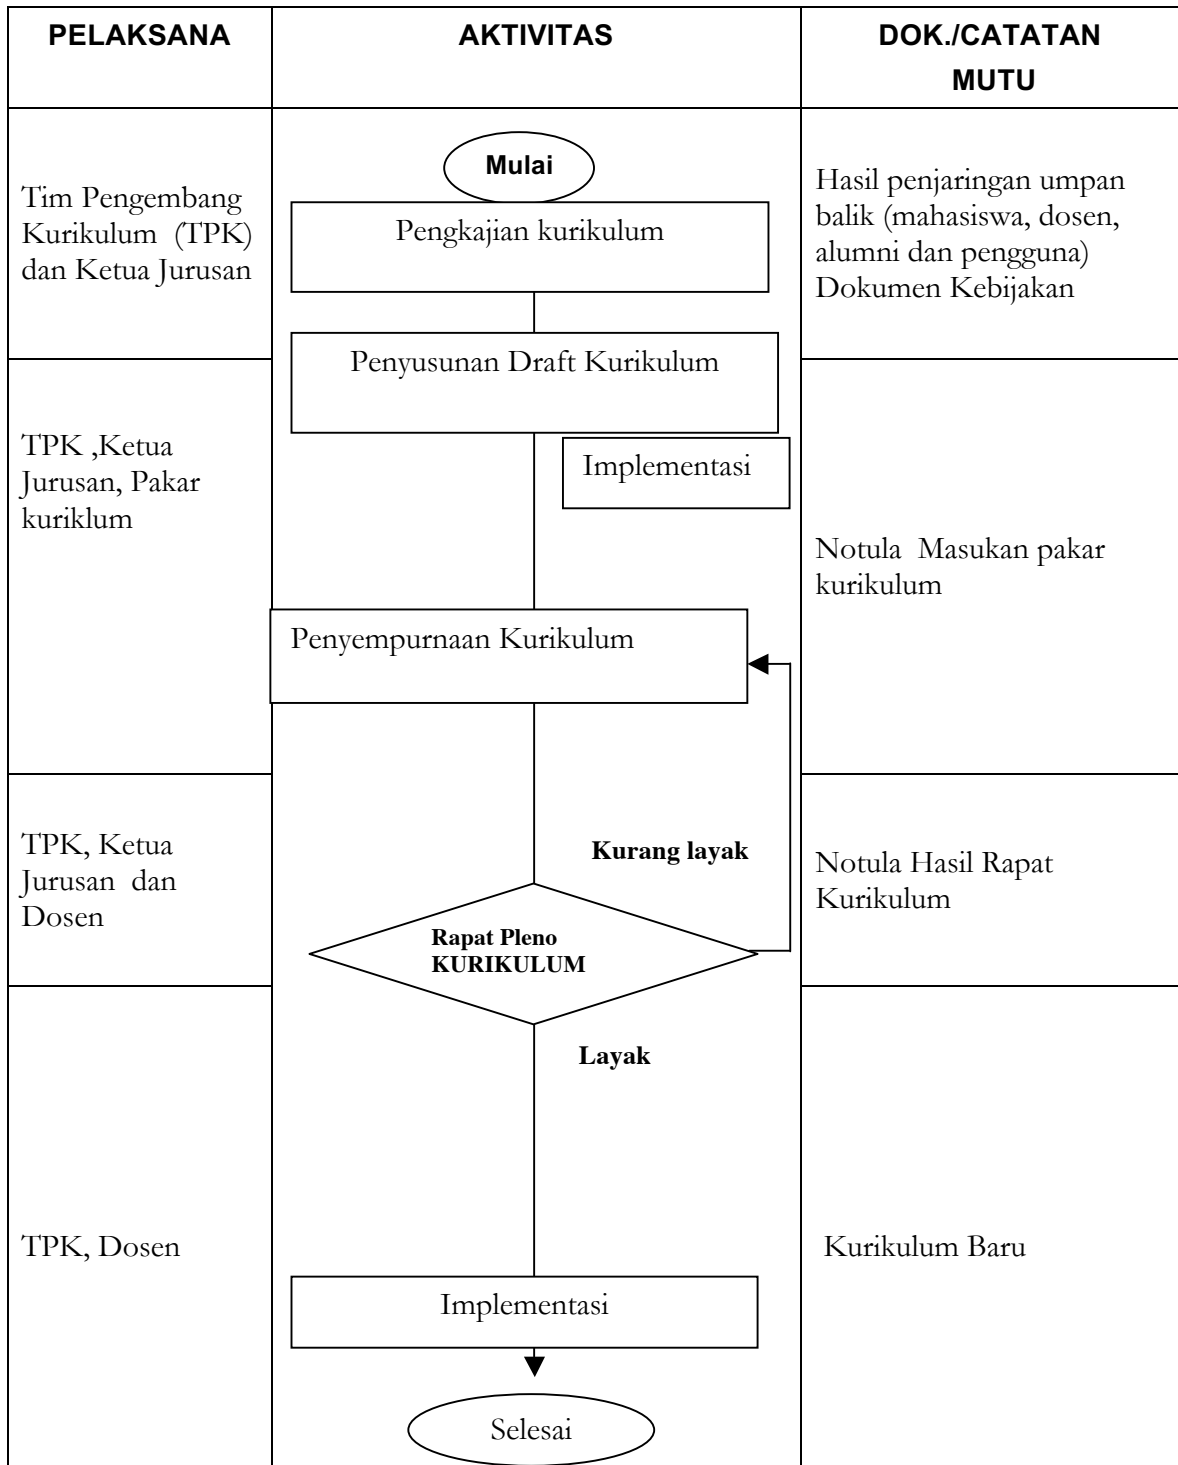 PELAKSANA
AKTIVITAS
DOK./CATATAN
MUTU
Tim Pengembang
Kurikulum (TPK)
dan Ketua Jurusan
Mulai
Pengkajian kurikulum
Hasil penjaringan umpan
balik (mahasiswa, dosen,
alumni dan pengguna)
Dokumen Kebijakan
Penyusunan Draft Kurikulum
TPK ,Ketua
Jurusan, Pakar
kuriklum
Implementasi
Penyempurnaan Kurikulum
Notula Masukan pakar
kurikulum
TPK, Ketua
Jurusan dan
Dosen
Kurang layak
Rapat Pleno
KURIKULUM
Notula Hasil Rapat
Kurikulum
Layak
TPK, Dosen
Implementasi
Selesai
Kurikulum Baru